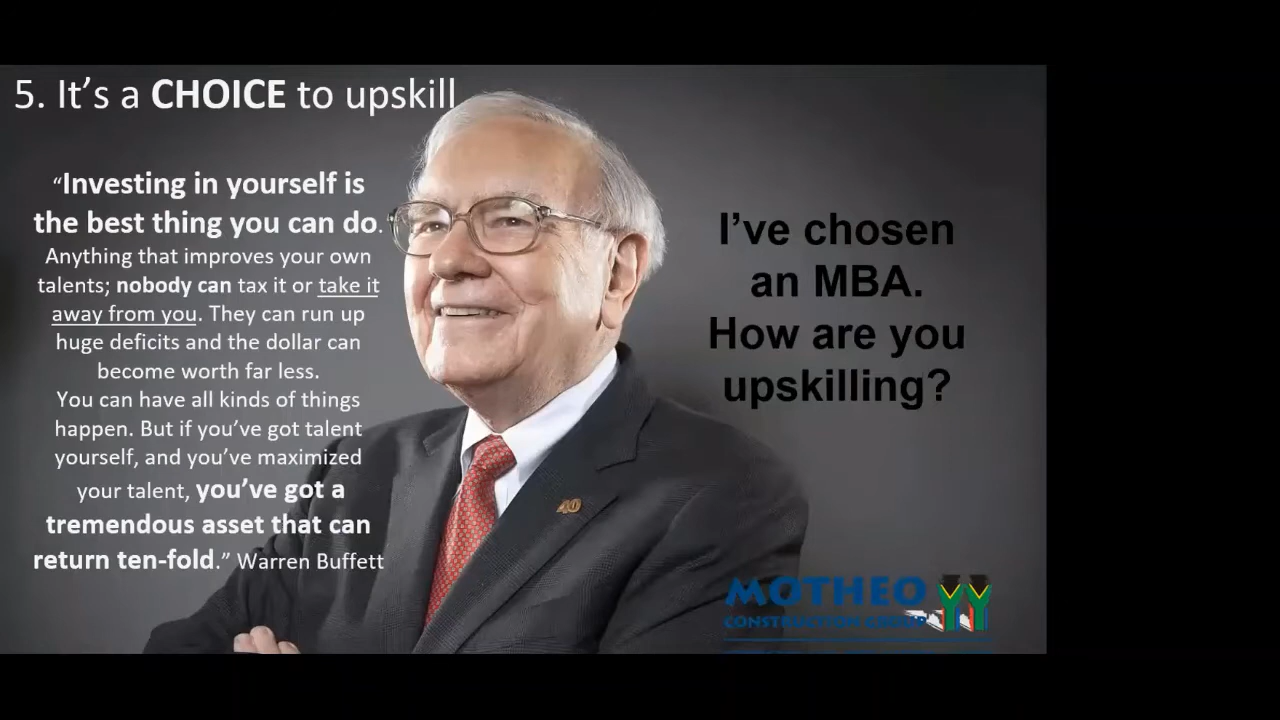 5. It's a CHOICE to upskill
“Investing in yourself is
the best thing you can do.
Anything that improves your own
talents; nobody can tax it or take it
away from you. They can run up
huge deficits and the dollar can
become worth far less.
You can have all kinds of things
happen. But if you've got talent
yourself, and you've maximized
your talent, you've got a
tremendous asset that can
return ten-fold.” Warren Buffett
I've chosen
an MBA.
How are you
upskilling?
40
MOTHEO
CONSTRUCTION GROUP